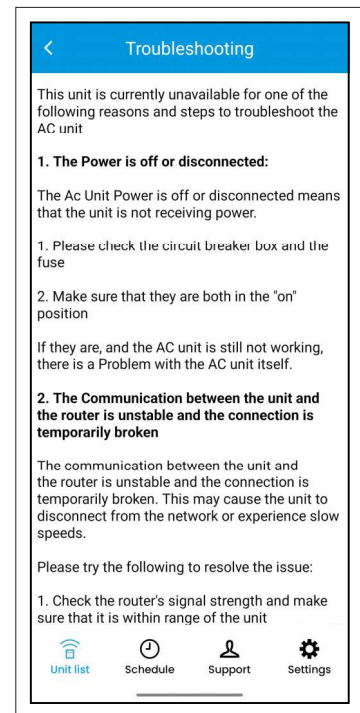 Troubleshooting
This unit is currently unavailable for one of the
following reasons and steps to troubleshoot the
AC unit
1. The Power is off or disconnected:
The Ac Unit Power is off or disconnected means
that the unit is not receiving power.
1. Please check the circuit breaker box and the
fuse
2. Make sure that they are both in the "on"
position
If they are, and the AC unit is still not working,
there is a Problem with the AC unit itself.
2. The Communication between the unit and
the router is unstable and the connection is
temporarily broken
The communication between the unit and
the router is unstable and the connection is
temporarily broken. This may cause the unit to
disconnect from the network or experience slow
speeds.
Please try the following to resolve the issue:
1. Check the router's signal strength and make
sure that it is within range of the unit
Unit list
Schedule
Support
Settings